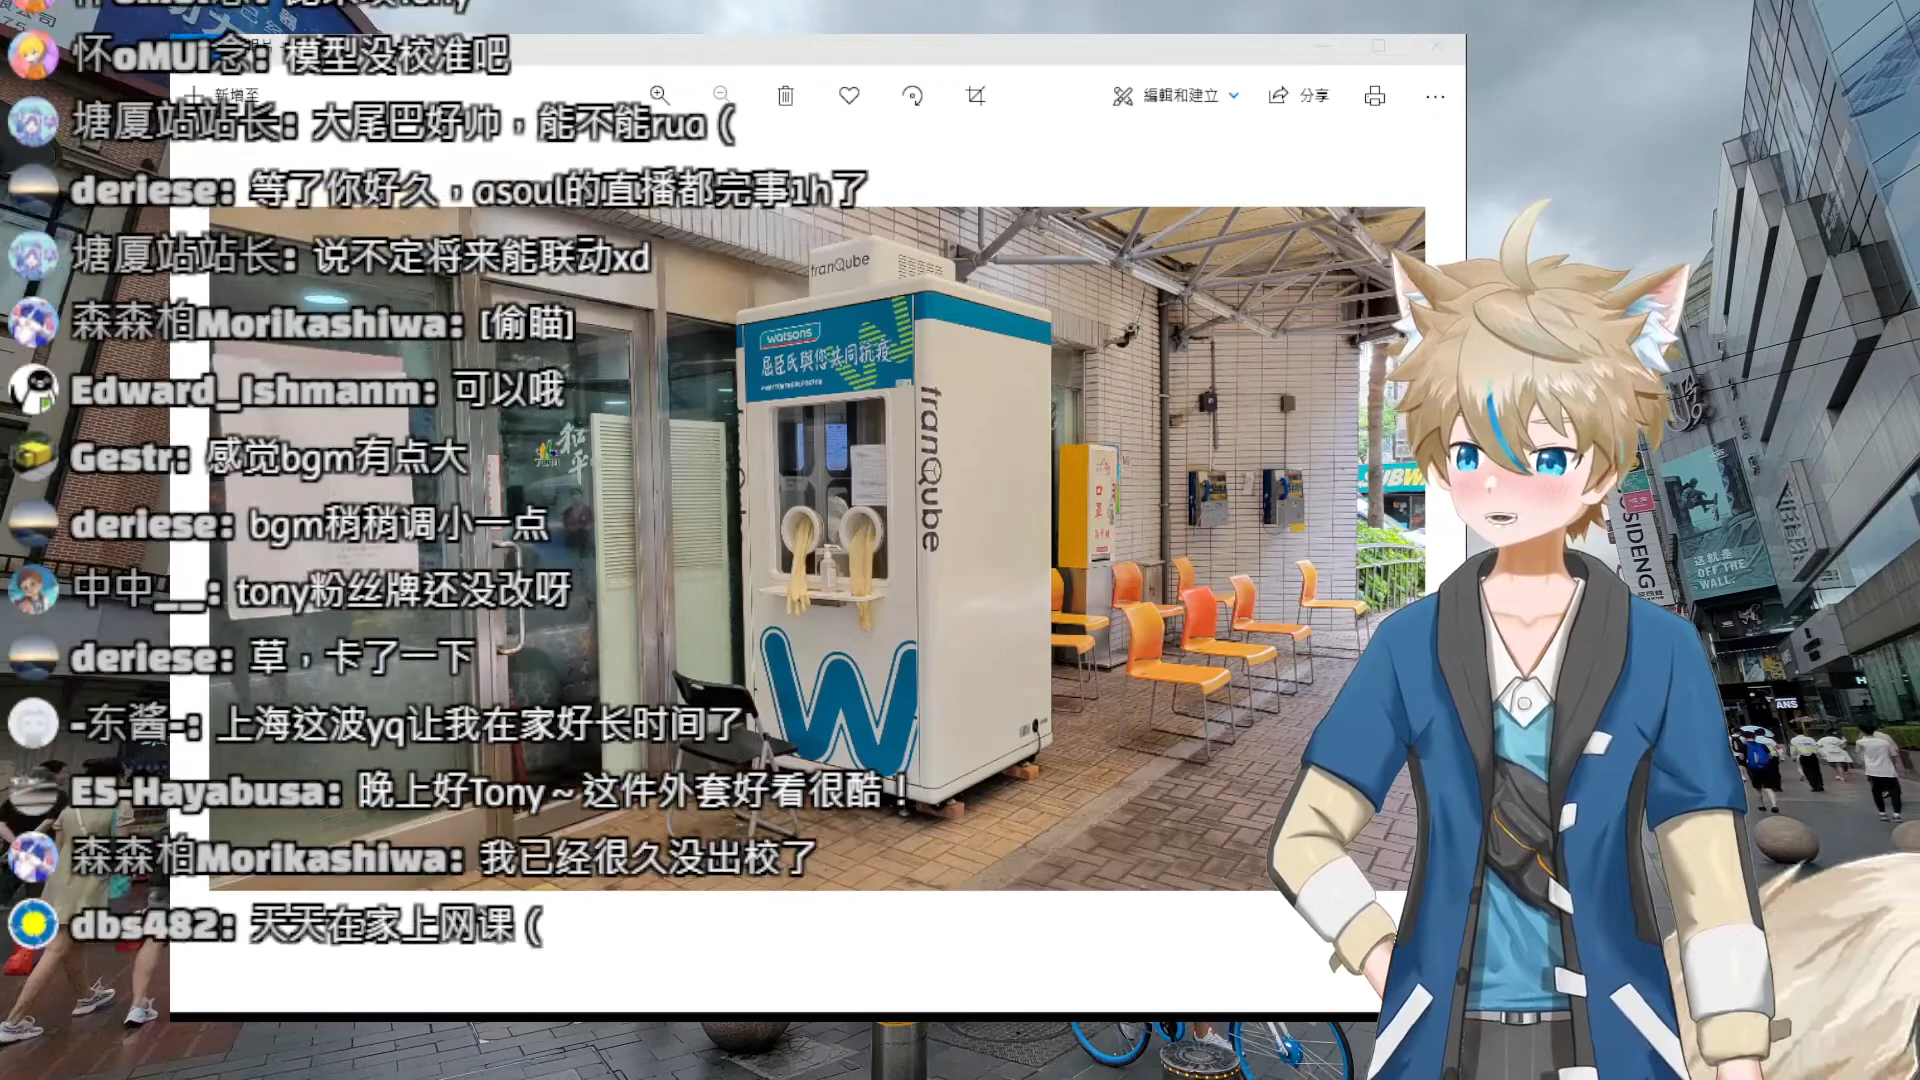 怀oMUi念: 模型没校准吧
新增至
編輯和建立
分享
塘厦站站长: 大尾巴好帅，能不能rua（
deriese: 等了你好久，asoul的直播都完事1h了
塘厦站站长: 说不定将来能联动xd
森森柏Morikashiwa: [偷瞄]
Edward_Ishmanm: 可以哦
Gestr: 感觉bgm有点大
deriese: bgm稍稍调小一点
中中__: tony粉丝牌还没改呀
deriese: 草，卡了一下
-东酱-: 上海这波yq让我在家好长时间了
E5-Hayabusa: 晚上好Tony～这件外套好看很酷！
森森柏Morikashiwa: 我已经很久没出校了
dbs482: 天天在家上网课（
franQube
watsons
屈臣氏與你共同抗疫
franQube
和平
口罩
SUBW
OSIDENG
这就是
OFF THE
WALL.
VANS